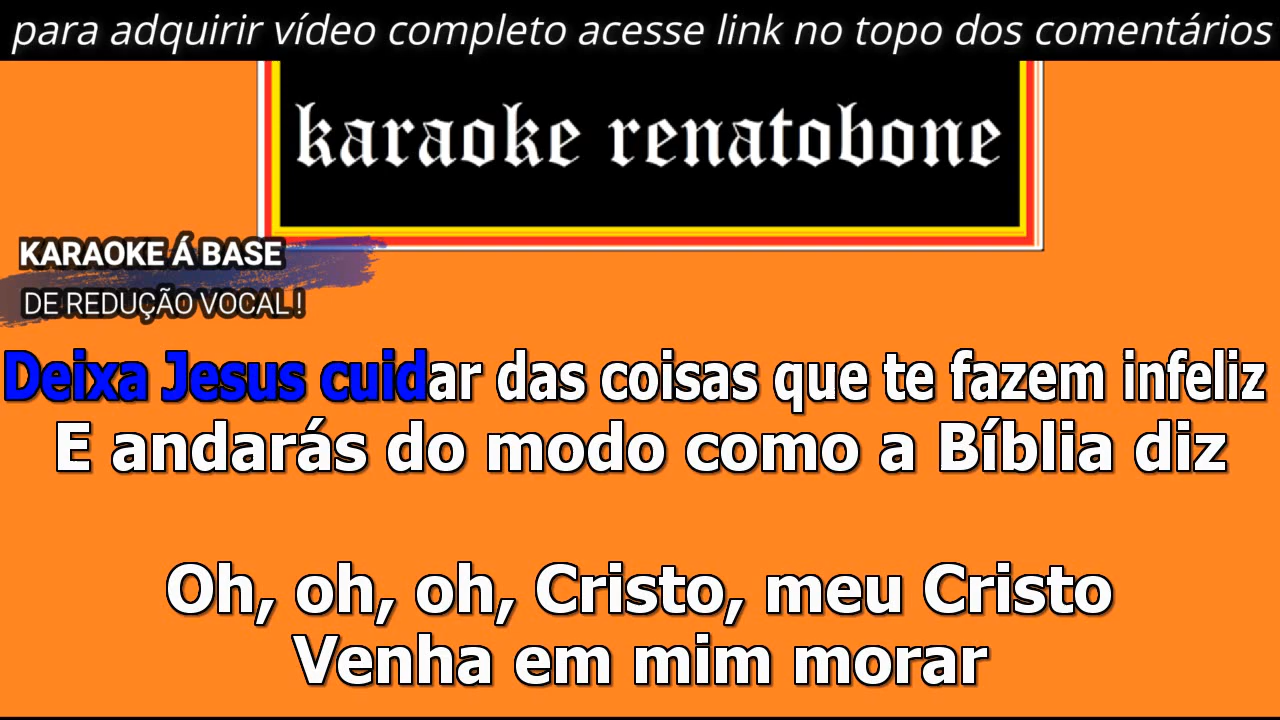 para adquirir vídeo completo acesse link no topo dos comentários
karaoke renatobone
KARAOKE Á BASE
DE REDUÇÃO VOCAL !
Deixa Jesus cuidar das coisas que te fazem infeliz
E andarás do modo como a Bíblia diz
Oh, oh, oh, Cristo, meu Cristo
Venha em mim morar